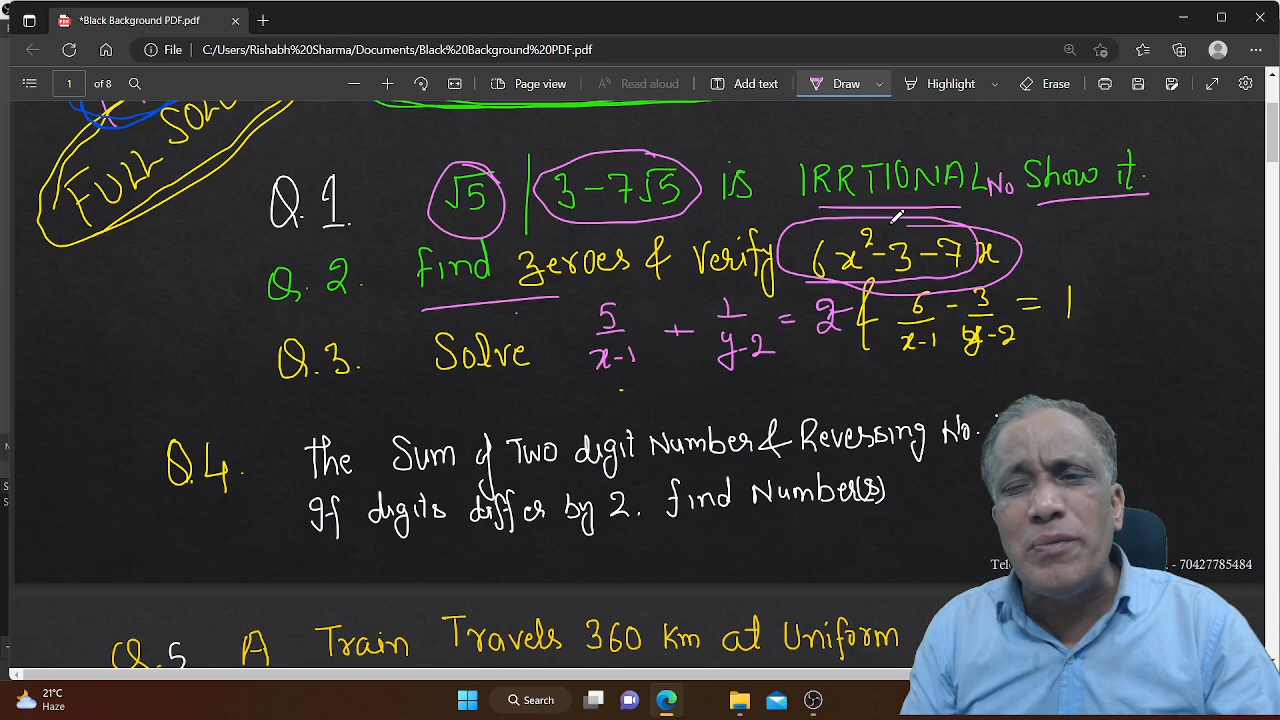 *Black Background PDF.pdf
File C:/Users/Rishabh%20Sharma/Documents/Black%20Background%20PDF.pdf
1 of 8 Page view Read aloud Add text Draw Highlight Erase
FULL
Q.1. √5 | 3-7√5 is IRRTIONAL No Show it.
Q.2. find zeroes & verify 6x²-3-7x
Q.3. Solve 5/(x-1) + 1/(y-2) = 2 & 6/(x-1) - 3/(y-2) = 1
Q.4. the Sum of Two digit Number & Reversing No.
If digits differ by 2. find Number(s)
Tel - 70427785484
Q.5 A Train Travels 360 km at Uniform
21°C
Haze
Search